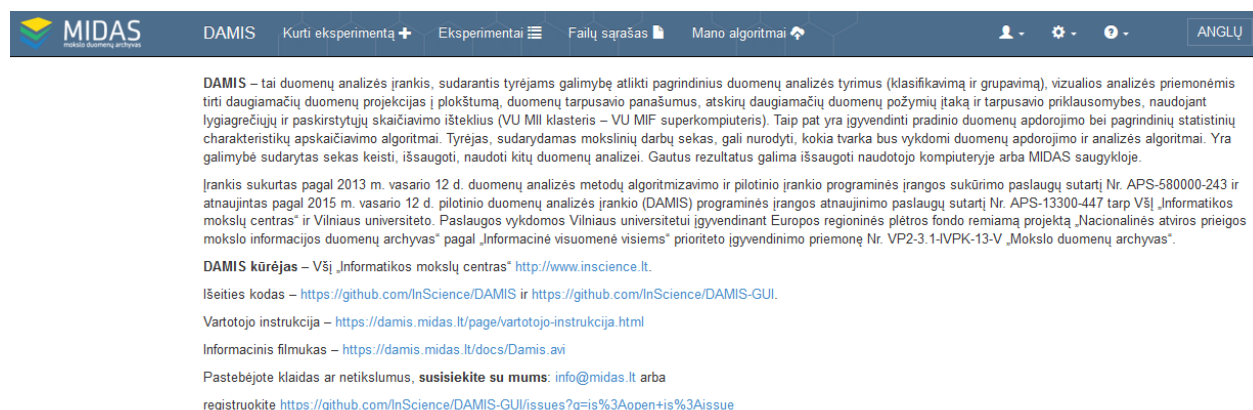 MIDAS
mokslo duomenų archyvas
DAMIS Kurti eksperimentą Eksperimentai Failų sąrašas Mano algoritmai ANGLŲ
DAMIS – tai duomenų analizės įrankis, sudarantis tyrėjams galimybę atlikti pagrindinius duomenų analizės tyrimus (klasifikavimą ir grupavimą), vizualios analizės priemonėmis
tirti daugiamačių duomenų projekcijas į plokštumą, duomenų tarpusavio panašumus, atskirų daugiamačių duomenų požymių įtaką ir tarpusavio priklausomybes, naudojant
lygiagrečiųjų ir paskirstytųjų skaičiavimo išteklius (VU MII klasteris – VU MIF superkompiuteris). Taip pat yra įgyvendinti pradinio duomenų apdorojimo bei pagrindinių statistinių
charakteristikų apskaičiavimo algoritmai. Tyrėjas, sudarydamas mokslinių darbų sekas, gali nurodyti, kokia tvarka bus vykdomi duomenų apdorojimo ir analizės algoritmai. Yra
galimybė sudarytas sekas keisti, išsaugoti, naudoti kitų duomenų analizei. Gautus rezultatus galima išsaugoti naudotojo kompiuteryje arba MIDAS saugykloje.
Įrankis sukurtas pagal 2013 m. vasario 12 d. duomenų analizės metodų algoritmizavimo ir pilotinio įrankio programinės įrangos sukūrimo paslaugų sutartį Nr. APS-580000-243 ir
atnaujintas pagal 2015 m. vasario 12 d. pilotinio duomenų analizės įrankio (DAMIS) programinės įrangos atnaujinimo paslaugų sutartį Nr. APS-13300-447 tarp VšĮ „Informatikos
mokslų centras“ ir Vilniaus universiteto. Paslaugos vykdomos Vilniaus universitetui įgyvendinant Europos regioninės plėtros fondo remiamą projektą „Nacionalinės atviros prieigos
mokslo informacijos duomenų archyvas“ pagal „Informacinė visuomenė visiems“ prioriteto įgyvendinimo priemonę Nr. VP2-3.1-IVPK-13-V „Mokslo duomenų archyvas“.
DAMIS kūrėjas – VšĮ „Informatikos mokslų centras“ http://www.inscience.lt.
Išeities kodas – https://github.com/InScience/DAMIS ir https://github.com/InScience/DAMIS-GUI.
Vartotojo instrukcija – https://damis.midas.lt/page/vartotojo-instrukcija.html
Informacinis filmukas – https://damis.midas.lt/docs/Damis.avi
Pastebėjote klaidas ar netikslumus, susisiekite su mums: info@midas.lt arba
registruokite https://github.com/InScience/DAMIS-GUI/issues?q=is%3Aopen+is%3Aissue